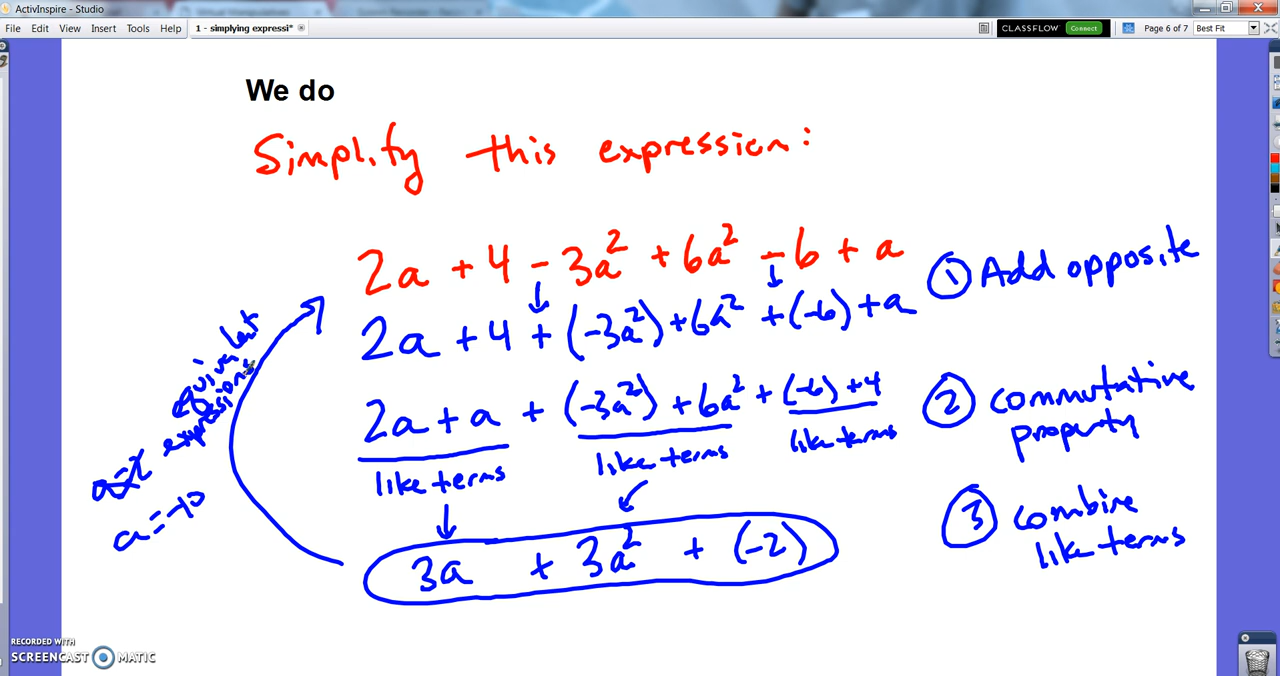 ActivInspire - Studio
File Edit View Insert Tools Help
1 - simplying expressi*
CLASSFLOW Connect
Page 6 of 7
Best Fit
We do
Simplify this expression:
2a + 4 - 3a² + 6a² - 6 + a
① Add opposite
2a + 4 + (-3a²) + 6a² + (-6) + a
equivalent
expressions
2a + a + (-3a²) + 6a² + (-6) + 4
② commutative
property
like terms
like terms
like terms
a = -10
③ combine
like terms
3a + 3a² + (-2)
RECORDED WITH
SCREENCAST MATIC